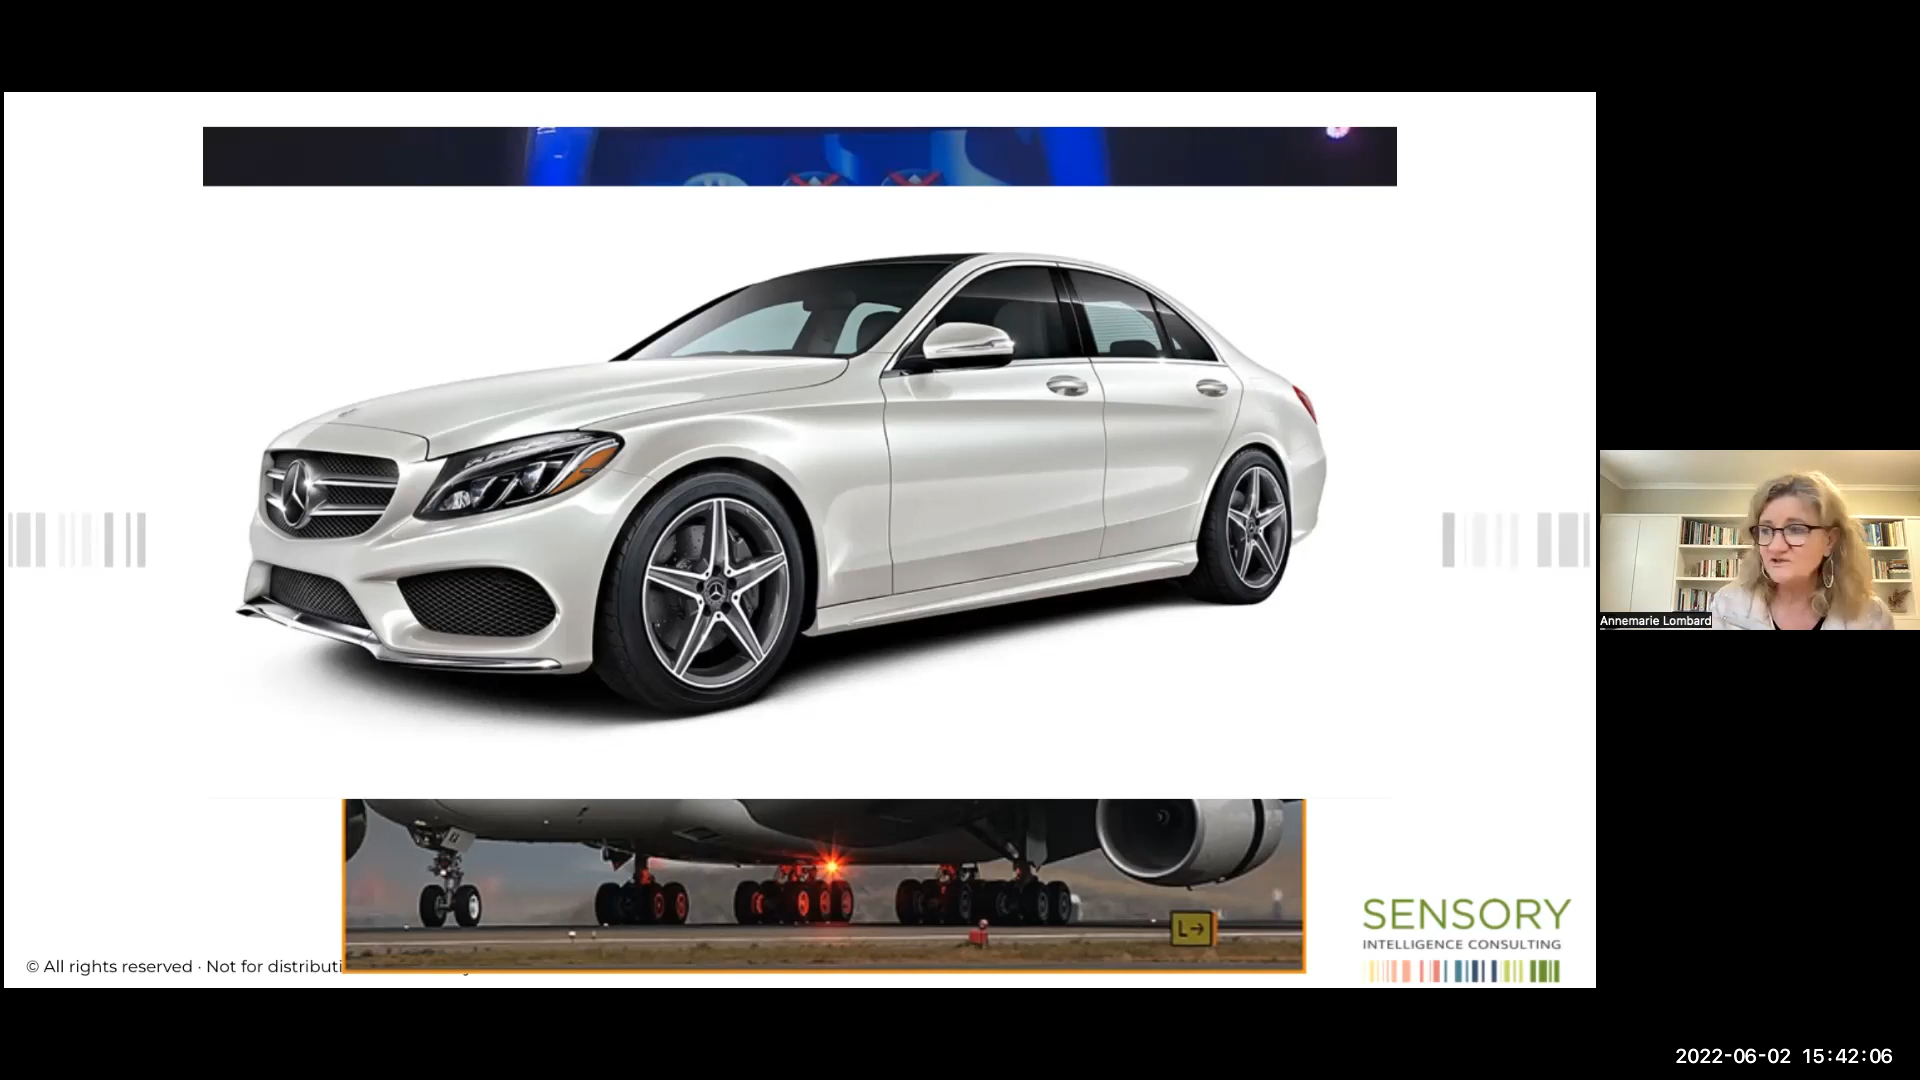 L→
SENSORY
INTELLIGENCE CONSULTING
© All rights reserved · Not for distributi
Annemarie Lombard
2022-06-02 15:42:06